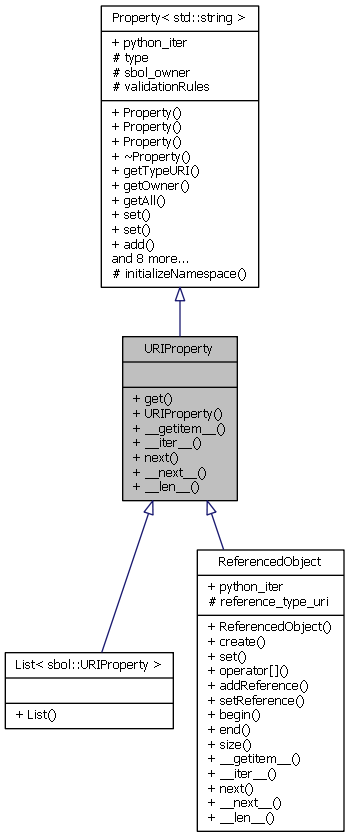 Property< std::string >
+ python_iter
# type
# sbol_owner
# validationRules
+ Property()
+ Property()
+ Property()
+ ~Property()
+ getTypeURI()
+ getOwner()
+ getAll()
+ set()
+ set()
+ add()
and 8 more...
# initializeNamespace()
URIProperty
+ get()
+ URIProperty()
+ __getitem__()
+ __iter__()
+ next()
+ __next__()
+ __len__()
List< sbol::URIProperty >
+ List()
ReferencedObject
+ python_iter
# reference_type_uri
+ ReferencedObject()
+ create()
+ set()
+ operator[]()
+ addReference()
+ setReference()
+ begin()
+ end()
+ size()
+ __getitem__()
+ __iter__()
+ next()
+ __next__()
+ __len__()